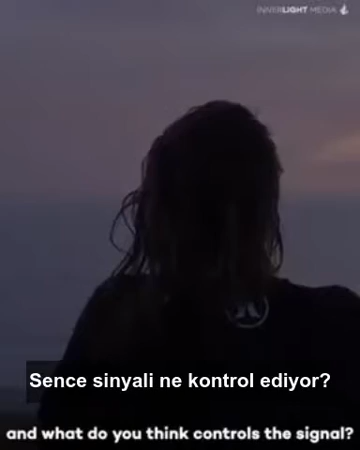 INNERLIGHT MEDIA
Sence sinyali ne kontrol ediyor?
and what do you think controls the signal?